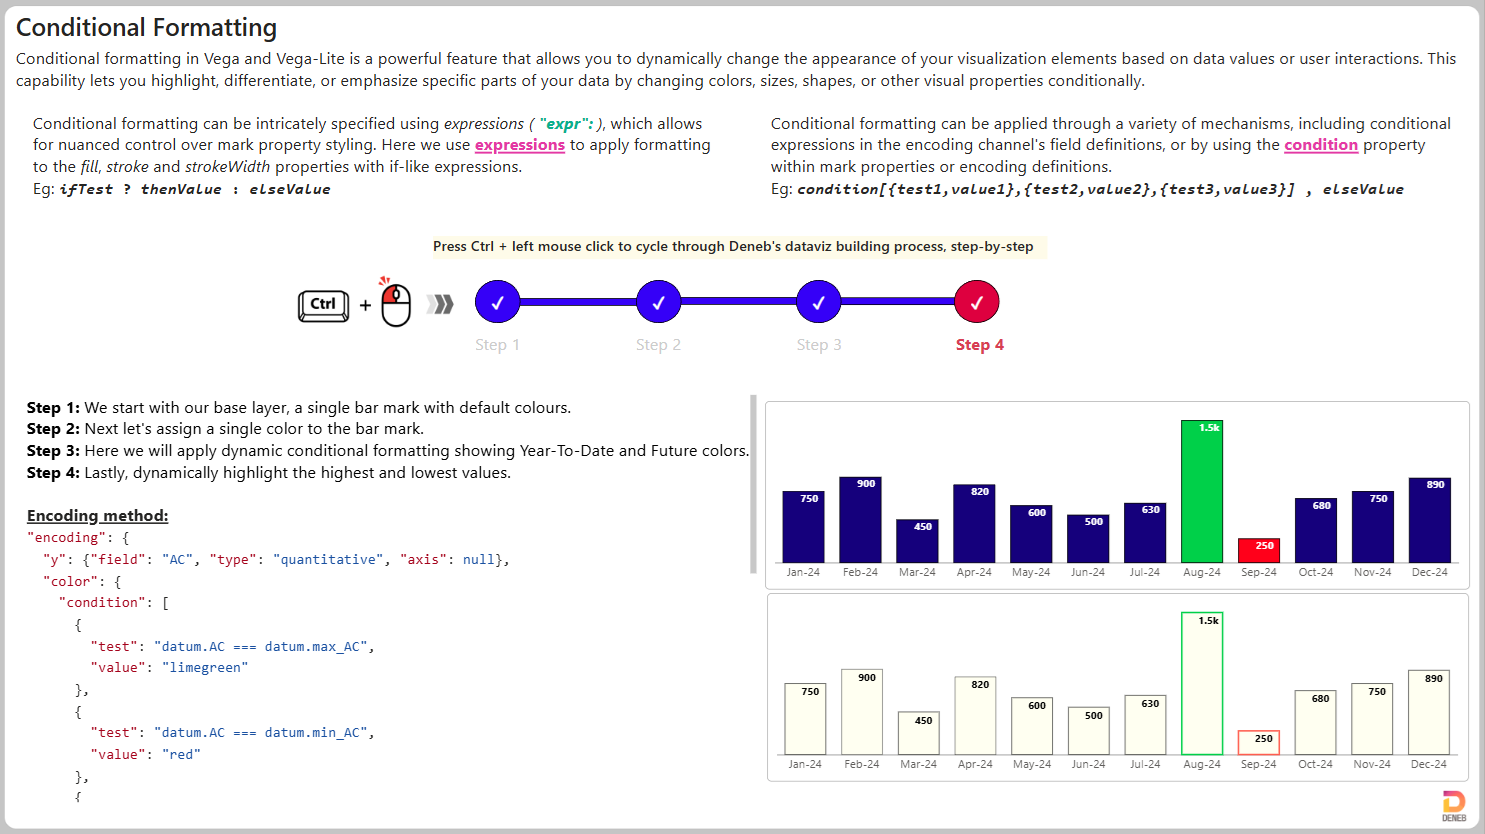 Conditional Formatting
Conditional formatting in Vega and Vega-Lite is a powerful feature that allows you to dynamically change the appearance of your visualization elements based on data values or user interactions. This
capability lets you highlight, differentiate, or emphasize specific parts of your data by changing colors, sizes, shapes, or other visual properties conditionally.
Conditional formatting can be intricately specified using expressions ( "expr": ), which allows
for nuanced control over mark property styling. Here we use expressions to apply formatting
to the fill, stroke and strokeWidth properties with if-like expressions.
Eg: ifTest ? thenValue : elseValue
Conditional formatting can be applied through a variety of mechanisms, including conditional
expressions in the encoding channel's field definitions, or by using the condition property
within mark properties or encoding definitions.
Eg: condition[{test1,value1},{test2,value2},{test3,value3}] , elseValue
Press Ctrl + left mouse click to cycle through Deneb's dataviz building process, step-by-step
Ctrl +
Step 1 Step 2 Step 3 Step 4
Step 1: We start with our base layer, a single bar mark with default colours.
Step 2: Next let's assign a single color to the bar mark.
Step 3: Here we will apply dynamic conditional formatting showing Year-To-Date and Future colors.
Step 4: Lastly, dynamically highlight the highest and lowest values.
Encoding method:
"encoding": {
"y": {"field": "AC", "type": "quantitative", "axis": null},
"color": {
"condition": [
{
"test": "datum.AC === datum.max_AC",
"value": "limegreen"
},
{
"test": "datum.AC === datum.min_AC",
"value": "red"
},
{
750 900 450 820 600 500 630 1.5k 250 680 750 890
Jan-24 Feb-24 Mar-24 Apr-24 May-24 Jun-24 Jul-24 Aug-24 Sep-24 Oct-24 Nov-24 Dec-24
750 900 450 820 600 500 630 1.5k 250 680 750 890
Jan-24 Feb-24 Mar-24 Apr-24 May-24 Jun-24 Jul-24 Aug-24 Sep-24 Oct-24 Nov-24 Dec-24
DENEB